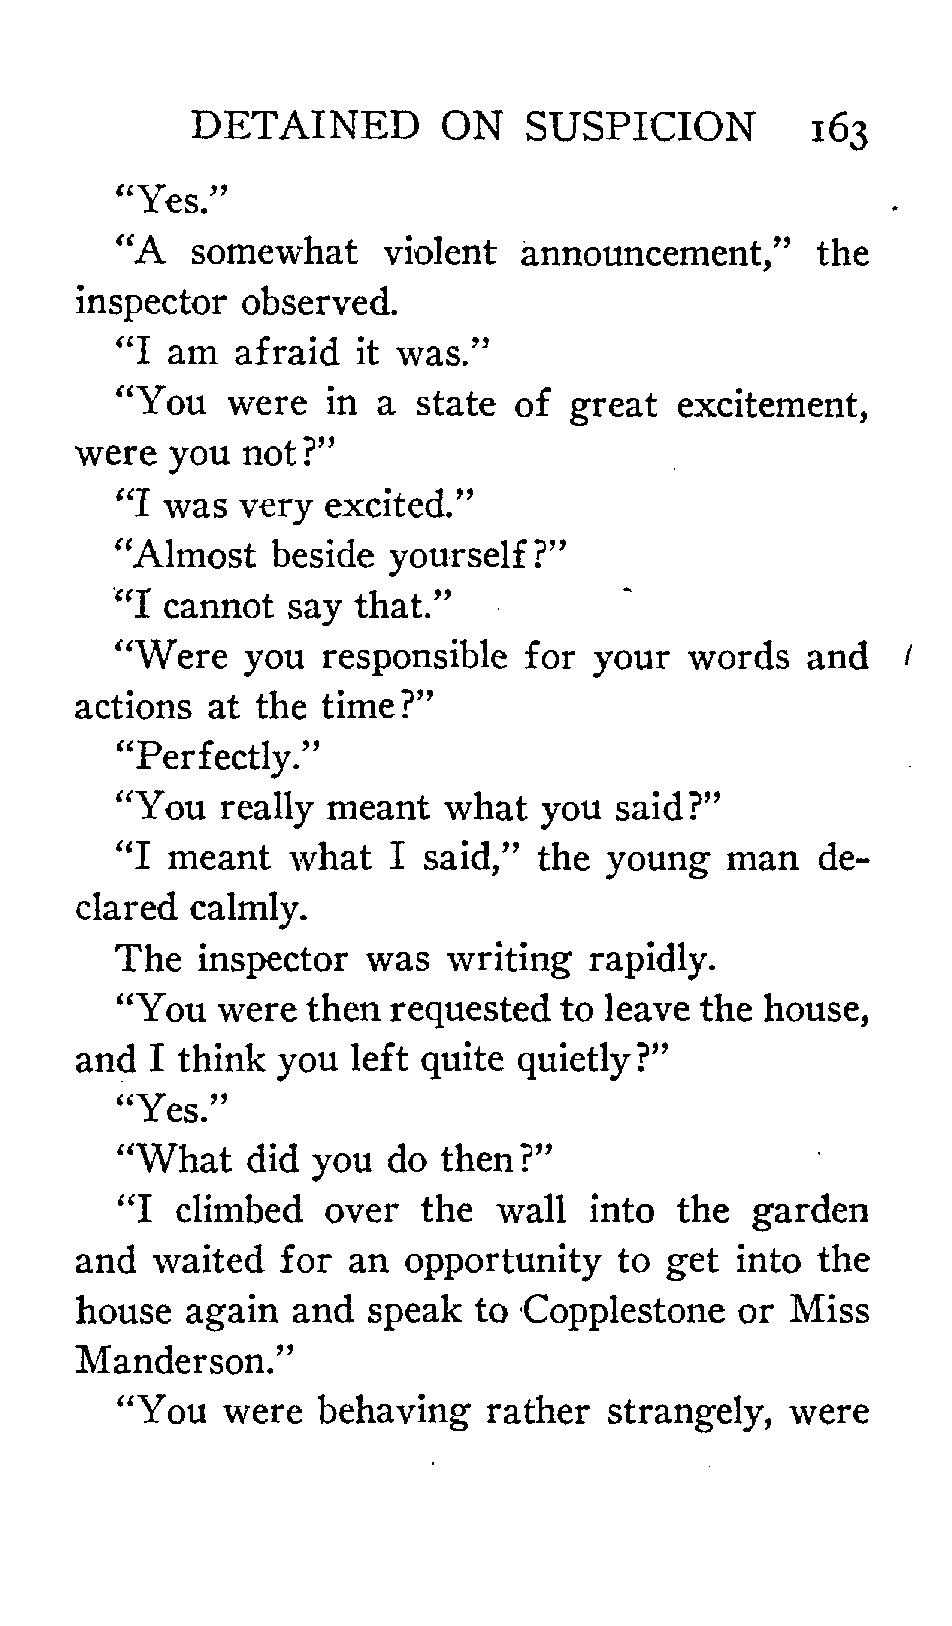 DETAINED ON SUSPICION 163
“Yes.”
“A somewhat violent announcement,” the
inspector observed.
“I am afraid it was.”
“You were in a state of great excitement,
were you not?”
“I was very excited.”
“Almost beside yourself?”
“I cannot say that.”
“Were you responsible for your words and
actions at the time?”
“Perfectly.”
“You really meant what you said?”
“I meant what I said,” the young man de-
clared calmly.
The inspector was writing rapidly.
“You were then requested to leave the house,
and I think you left quite quietly?”
“Yes.”
“What did you do then?”
“I climbed over the wall into the garden
and waited for an opportunity to get into the
house again and speak to Copplestone or Miss
Manderson.”
“You were behaving rather strangely, were